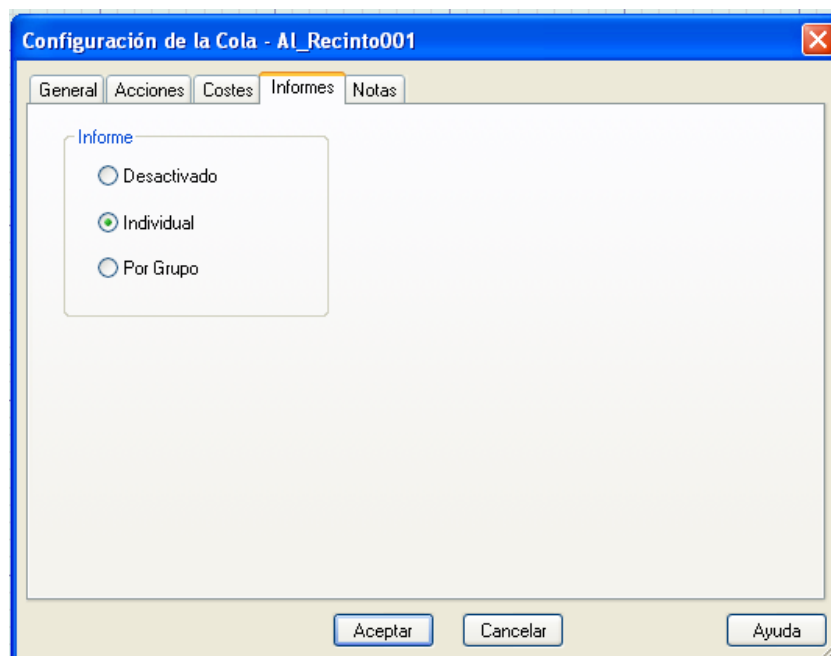 Configuración de la Cola - Al_Recinto001
General Acciones Costes Informes Notas
Informe
Desactivado
Individual
Por Grupo
Aceptar Cancelar Ayuda